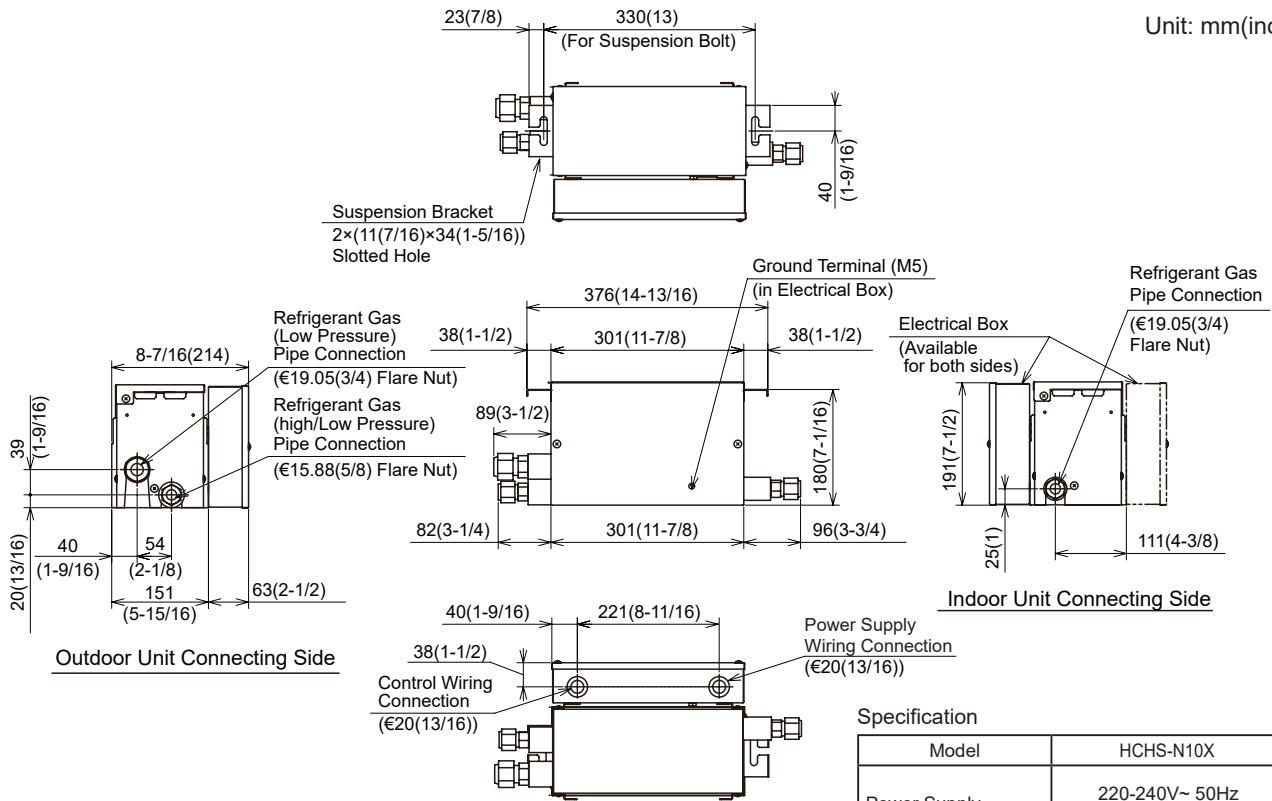 23(7/8)
330(13)
(For Suspension Bolt)
Unit: mm(inc
40
(1-9/16)
Suspension Bracket
2×(11(7/16)×34(1-5/16))
Slotted Hole
Ground Terminal (M5)
(in Electrical Box)
376(14-13/16)
38(1-1/2)
301(11-7/8)
38(1-1/2)
89(3-1/2)
180(7-1/16)
82(3-1/4)
301(11-7/8)
96(3-3/4)
Refrigerant Gas
(Low Pressure)
Pipe Connection
(€19.05(3/4) Flare Nut)
Refrigerant Gas
(high/Low Pressure)
Pipe Connection
(€15.88(5/8) Flare Nut)
8-7/16(214)
39
(1-9/16)
20(13/16)
40
(1-9/16)
54
(2-1/8)
151
(5-15/16)
63(2-1/2)
Outdoor Unit Connecting Side
Electrical Box
(Available
for both sides)
Refrigerant Gas
Pipe Connection
(€19.05(3/4)
Flare Nut)
191(7-1/2)
25(1)
111(4-3/8)
Indoor Unit Connecting Side
40(1-9/16)
221(8-11/16)
38(1-1/2)
Control Wiring
Connection
(€20(13/16))
Power Supply
Wiring Connection
(€20(13/16))
Specification
Model
HCHS-N10X
Power Supply
220-240V~ 50Hz